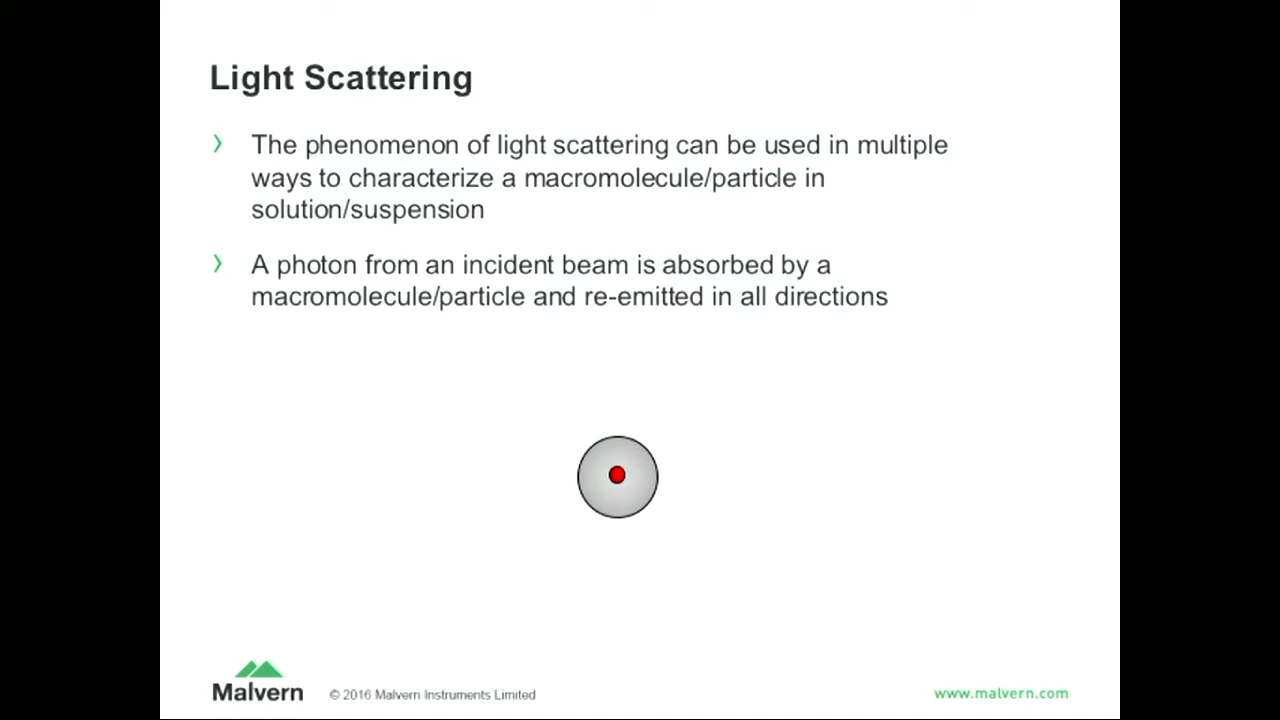 Light Scattering
› The phenomenon of light scattering can be used in multiple
ways to characterize a macromolecule/particle in
solution/suspension
› A photon from an incident beam is absorbed by a
macromolecule/particle and re-emitted in all directions
Malvern © 2016 Malvern Instruments Limited www.malvern.com